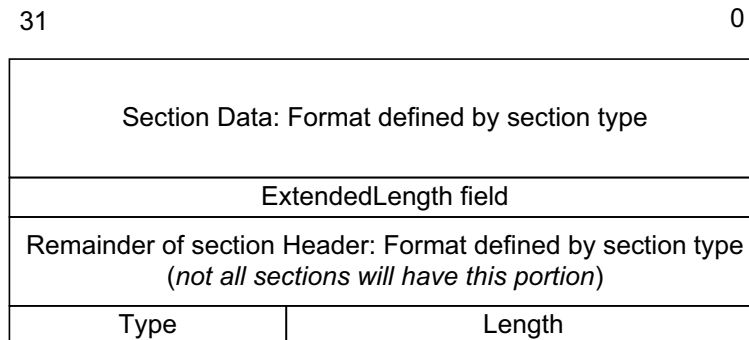 31 0
Section Data: Format defined by section type
ExtendedLength field
Remainder of section Header: Format defined by section type
(not all sections will have this portion)
Type Length